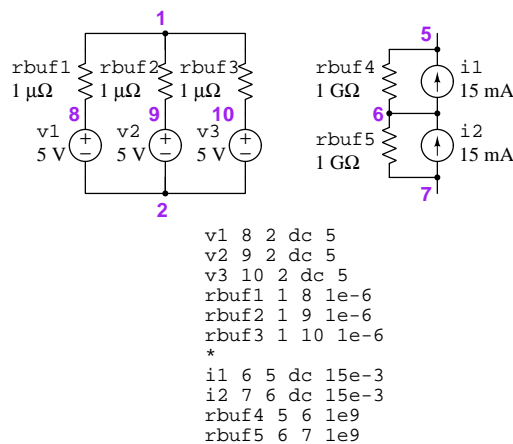 1
rbuf1 rbuf2 rbuf3
1 μΩ 1 μΩ 1 μΩ
8 9 10
v1 v2 v3
5 V 5 V 5 V
2
5
rbuf4 i1
1 GΩ 15 mA
6
rbuf5 i2
1 GΩ 15 mA
7
v1 8 2 dc 5
v2 9 2 dc 5
v3 10 2 dc 5
rbuf1 1 8 1e-6
rbuf2 1 9 1e-6
rbuf3 1 10 1e-6
*
i1 6 5 dc 15e-3
i2 7 6 dc 15e-3
rbuf4 5 6 1e9
rbuf5 6 7 1e9